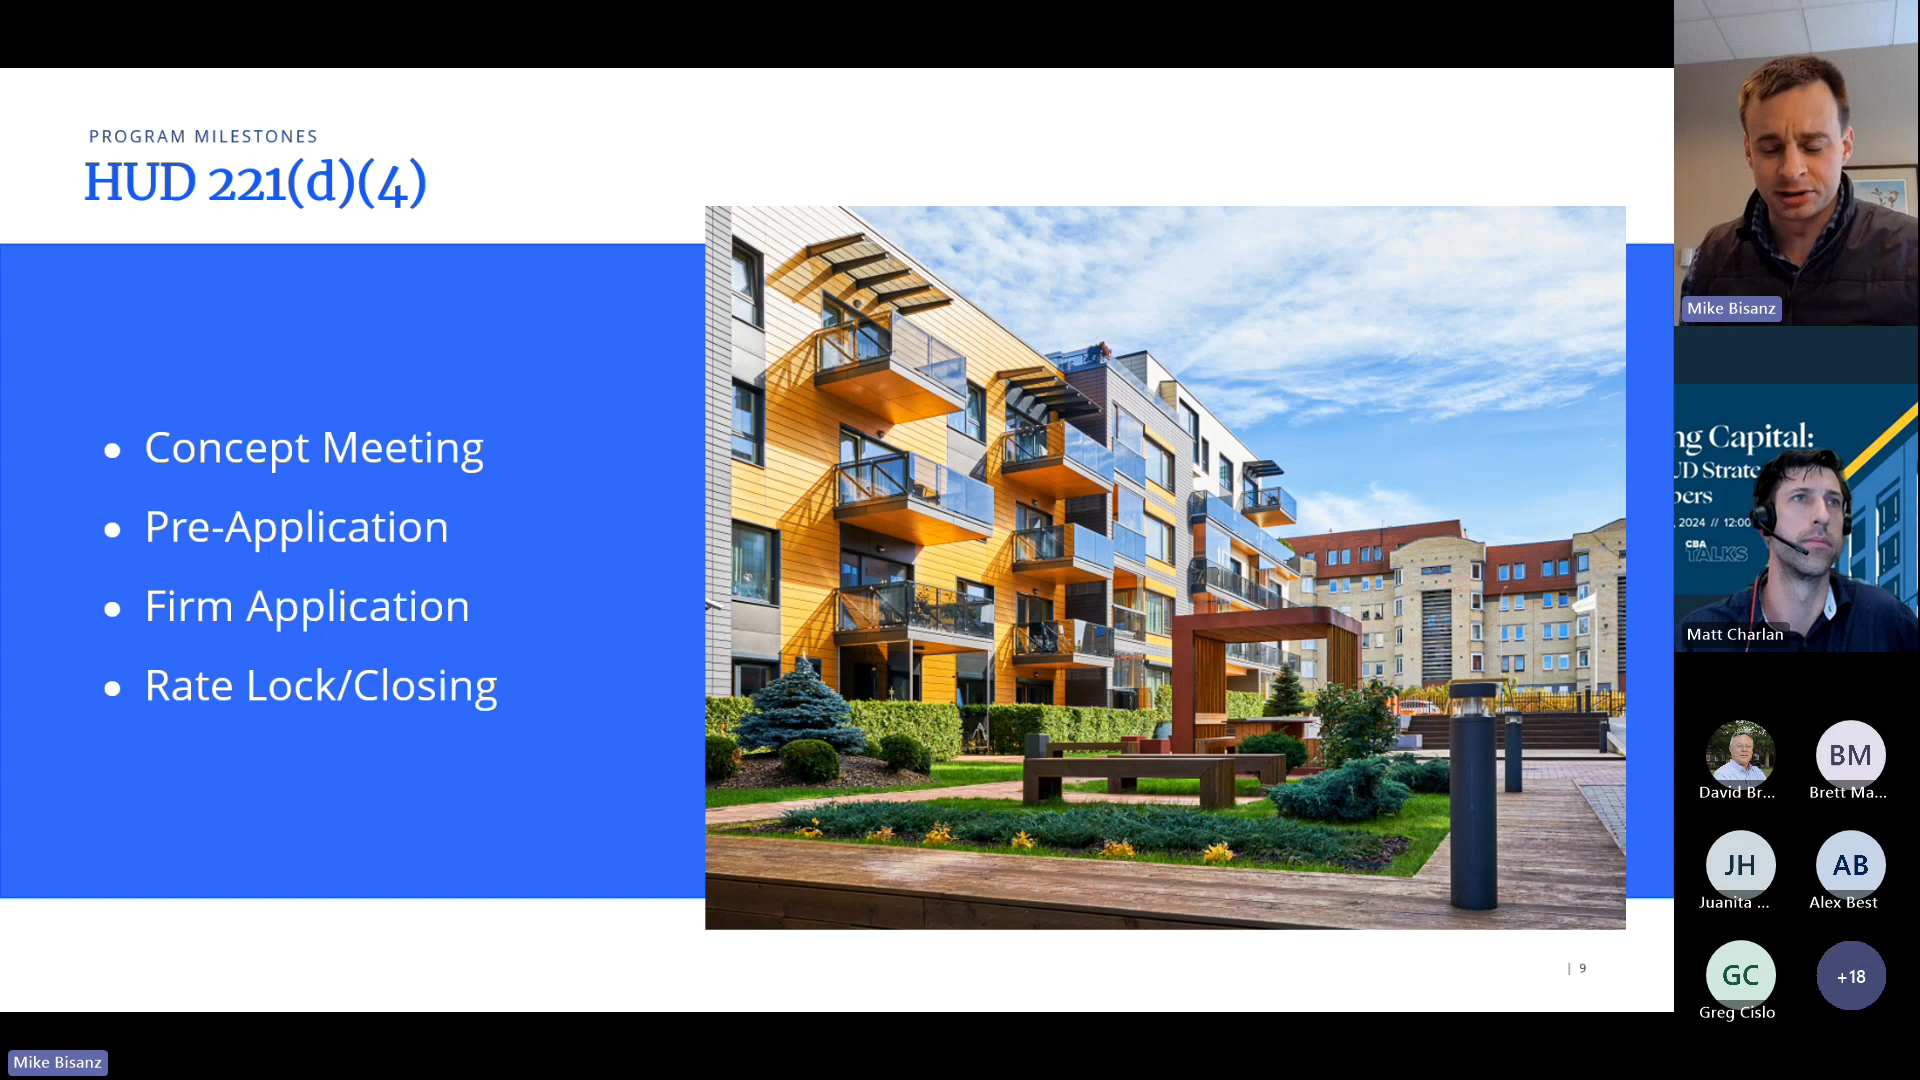 PROGRAM MILESTONES
HUD 221(d)(4)
• Concept Meeting
• Pre-Application
• Firm Application
• Rate Lock/Closing
| 9
Mike Bisanz
Mike Bisanz
ng Capital:
UD Strate
pers
, 2024 // 12:00
CBA
TALKS
Matt Charlan
David Br...
BM
Brett Ma...
JH
Juanita ...
AB
Alex Best
GC
Greg Cislo
+18